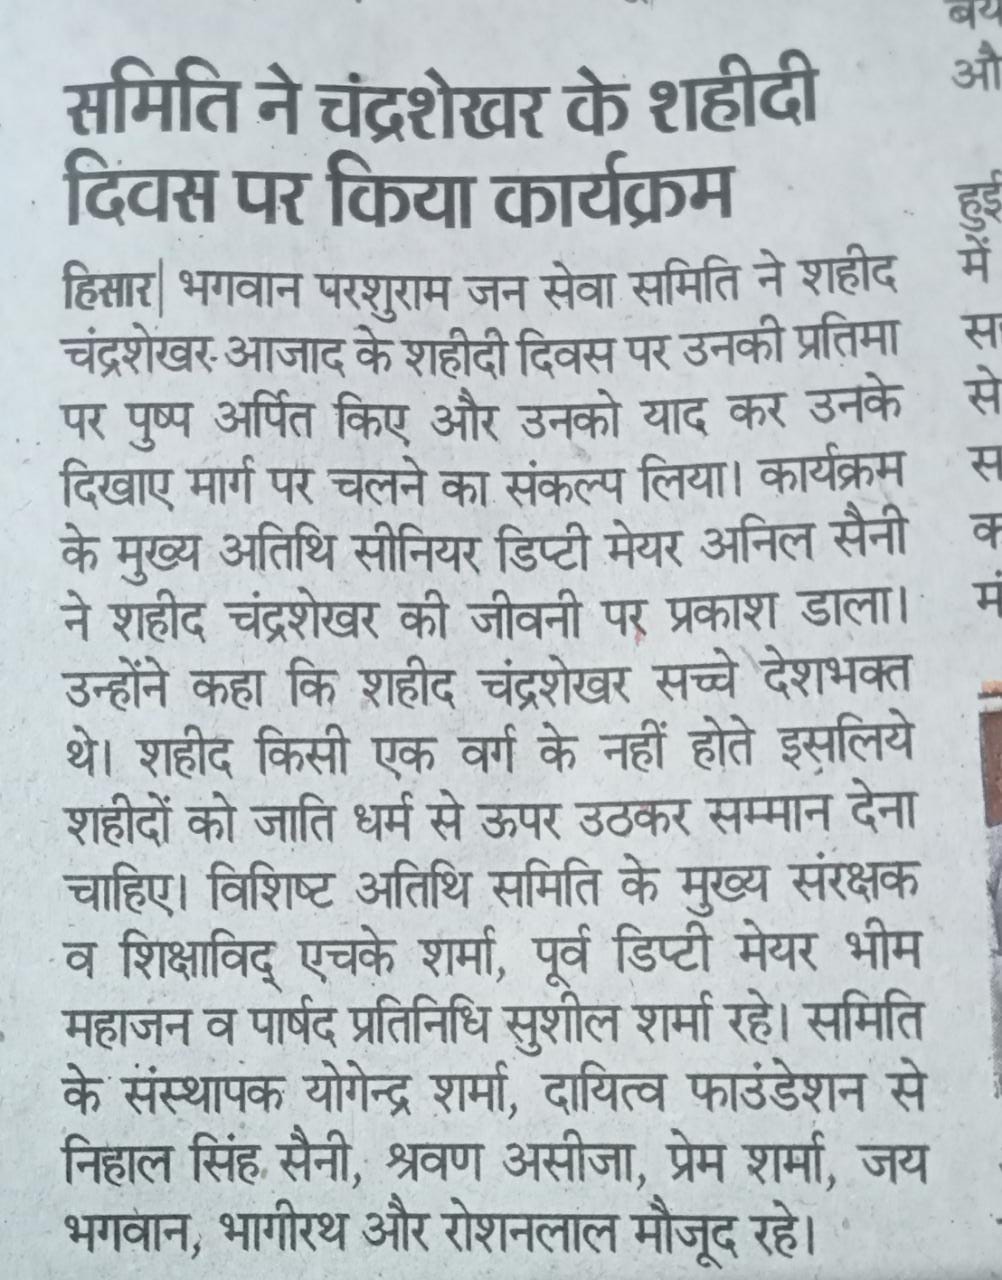 समिति ने चंद्रशेखर के शहीदी
दिवस पर किया कार्यक्रम
हिसार| भगवान परशुराम जन सेवा समिति ने शहीद
चंद्रशेखर आजाद के शहीदी दिवस पर उनकी प्रतिमा
पर पुष्प अर्पित किए और उनको याद कर उनके
दिखाए मार्ग पर चलने का संकल्प लिया। कार्यक्रम
के मुख्य अतिथि सीनियर डिप्टी मेयर अनिल सैनी
ने शहीद चंद्रशेखर की जीवनी पर प्रकाश डाला।
उन्होंने कहा कि शहीद चंद्रशेखर सच्चे देशभक्त
थे। शहीद किसी एक वर्ग के नहीं होते इसलिये
शहीदों को जाति धर्म से ऊपर उठकर सम्मान देना
चाहिए। विशिष्ट अतिथि समिति के मुख्य संरक्षक
व शिक्षाविद् एचके शर्मा, पूर्व डिप्टी मेयर भीम
महाजन व पार्षद प्रतिनिधि सुशील शर्मा रहे। समिति
के संस्थापक योगेन्द्र शर्मा, दायित्व फाउंडेशन से
निहाल सिंह सैनी, श्रवण असीजा, प्रेम शर्मा, जय
भगवान, भागीरथ और रोशनलाल मौजूद रहे।
हुई
में
से